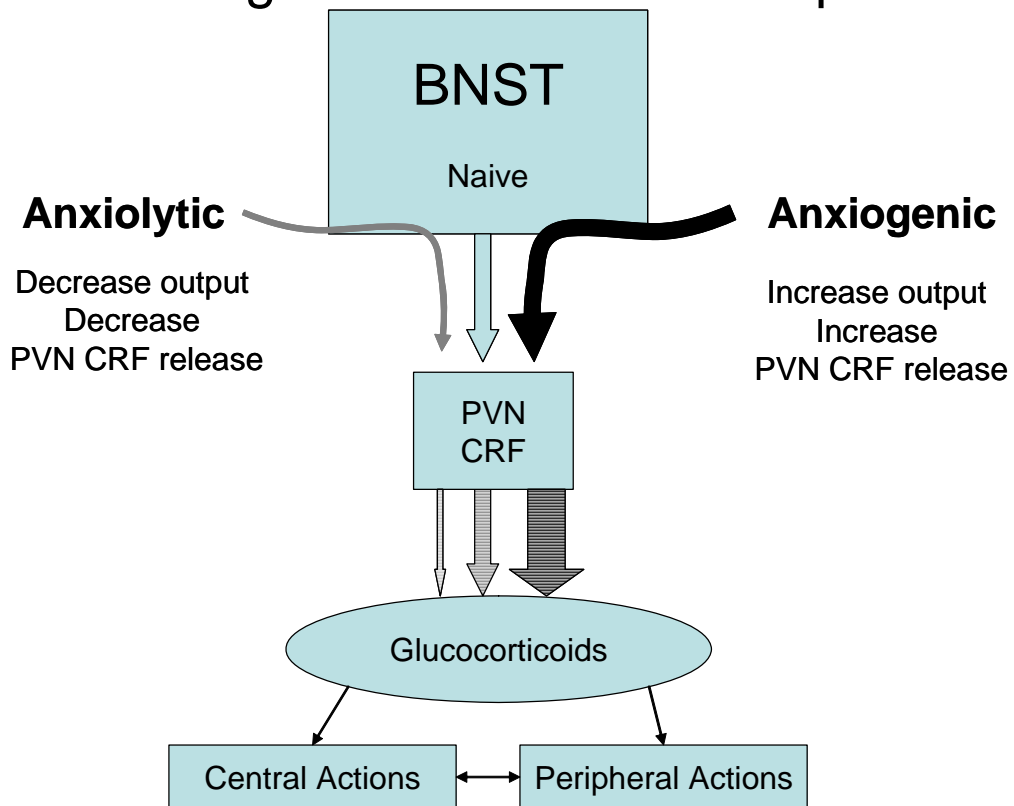 BNST
Naive
Anxiolytic
Decrease output
Decrease
PVN CRF release
Anxiogenic
Increase output
Increase
PVN CRF release
PVN
CRF
Glucocorticoids
Central Actions
Peripheral Actions